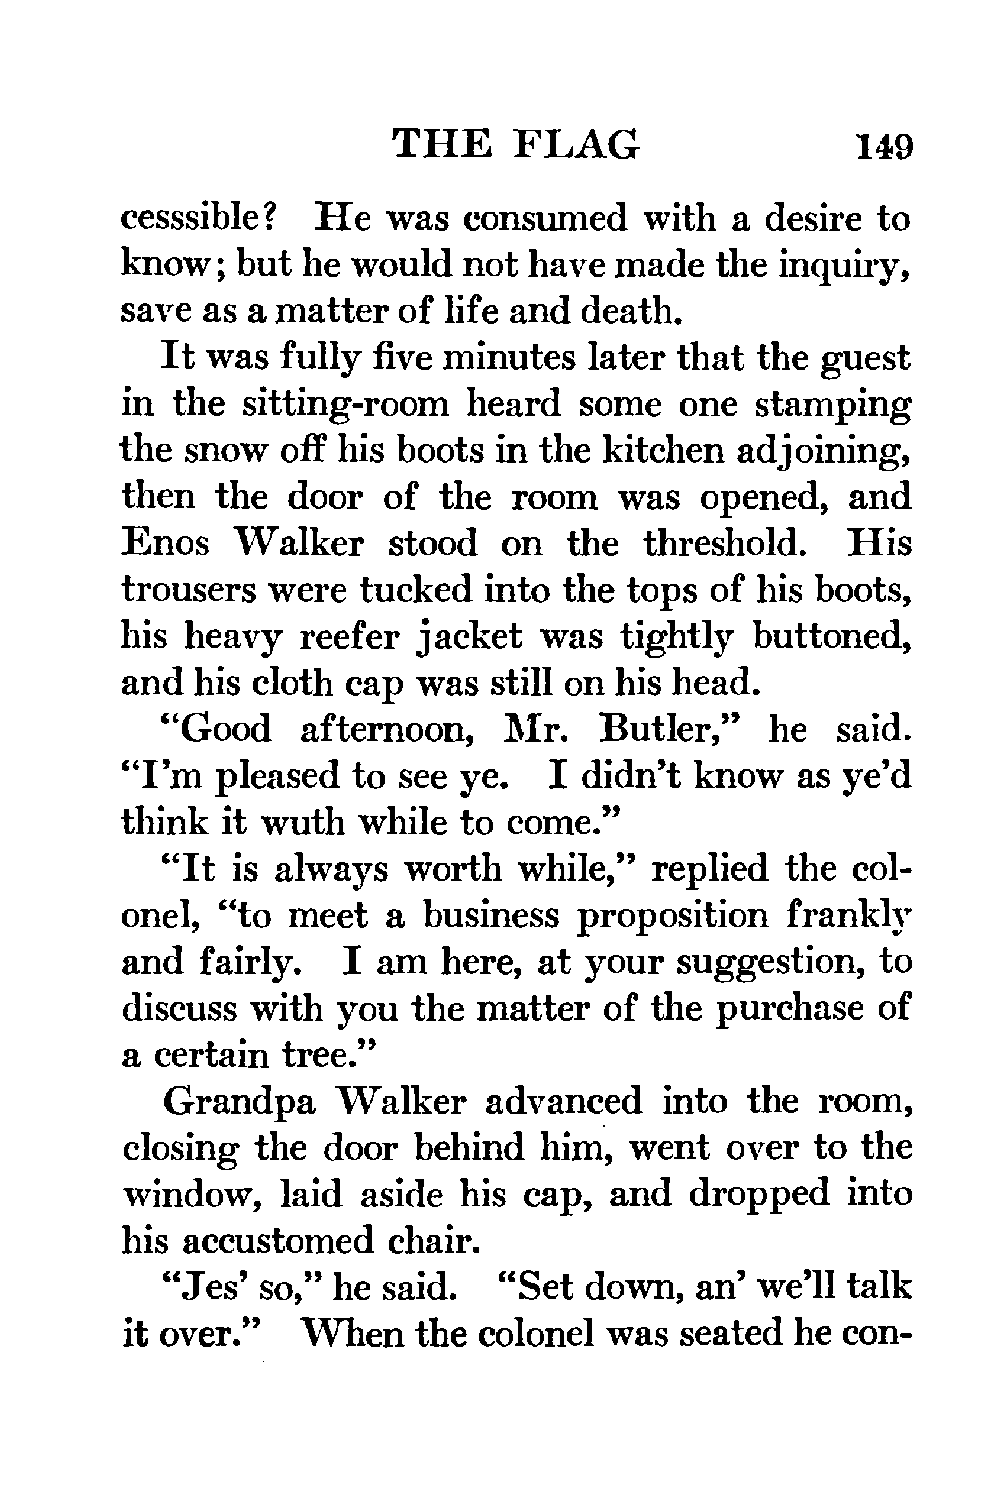 THE FLAG 149
cesssible? He was consumed with a desire to
know; but he would not have made the inquiry,
save as a matter of life and death.
It was fully five minutes later that the guest
in the sitting-room heard some one stamping
the snow off his boots in the kitchen adjoining,
then the door of the room was opened, and
Enos Walker stood on the threshold. His
trousers were tucked into the tops of his boots,
his heavy reefer jacket was tightly buttoned,
and his cloth cap was still on his head.
“Good afternoon, Mr. Butler,” he said.
“I’m pleased to see ye. I didn’t know as ye’d
think it wuth while to come.”
“It is always worth while,” replied the col-
onel, “to meet a business proposition frankly
and fairly. I am here, at your suggestion, to
discuss with you the matter of the purchase of
a certain tree.”
Grandpa Walker advanced into the room,
closing the door behind him, went over to the
window, laid aside his cap, and dropped into
his accustomed chair.
“Jes’ so,” he said. “Set down, an’ we’ll talk
it over.” When the colonel was seated he con-